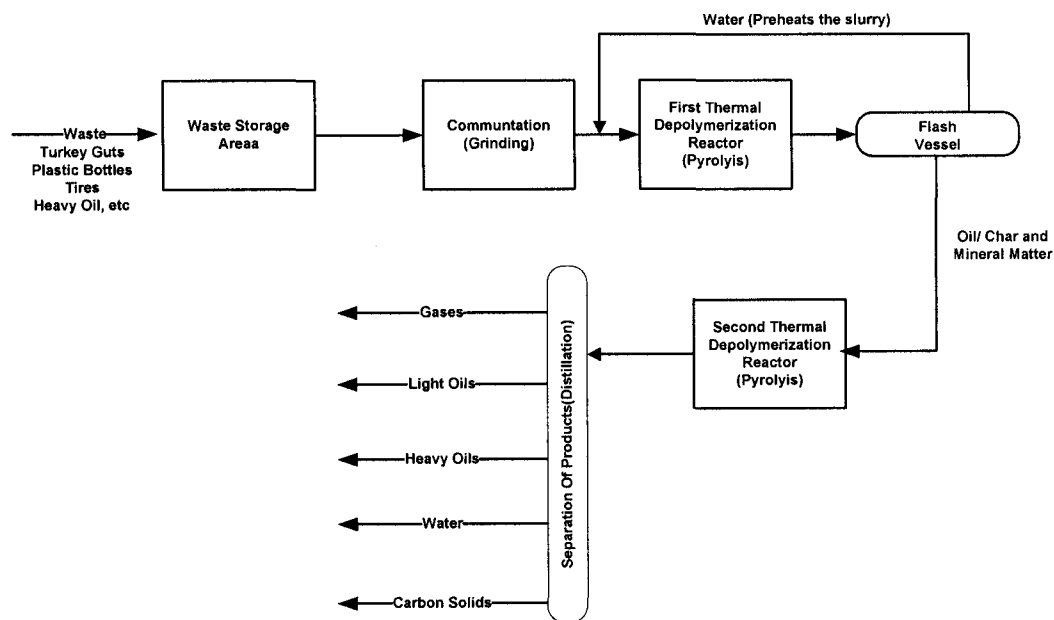 Water (Preheats the slurry)
Waste
Turkey Guts
Plastic Bottles
Tires
Heavy Oil, etc
Waste Storage
Areaa
Communtation
(Grinding)
First Thermal
Depolymerization
Reactor
(Pyrolyis)
Flash
Vessel
Oil/ Char and
Mineral Matter
Second Thermal
Depolymerization
Reactor
(Pyrolyis)
Separation Of Products(Distillation)
Gases
Light Oils
Heavy Oils
Water
Carbon Solids